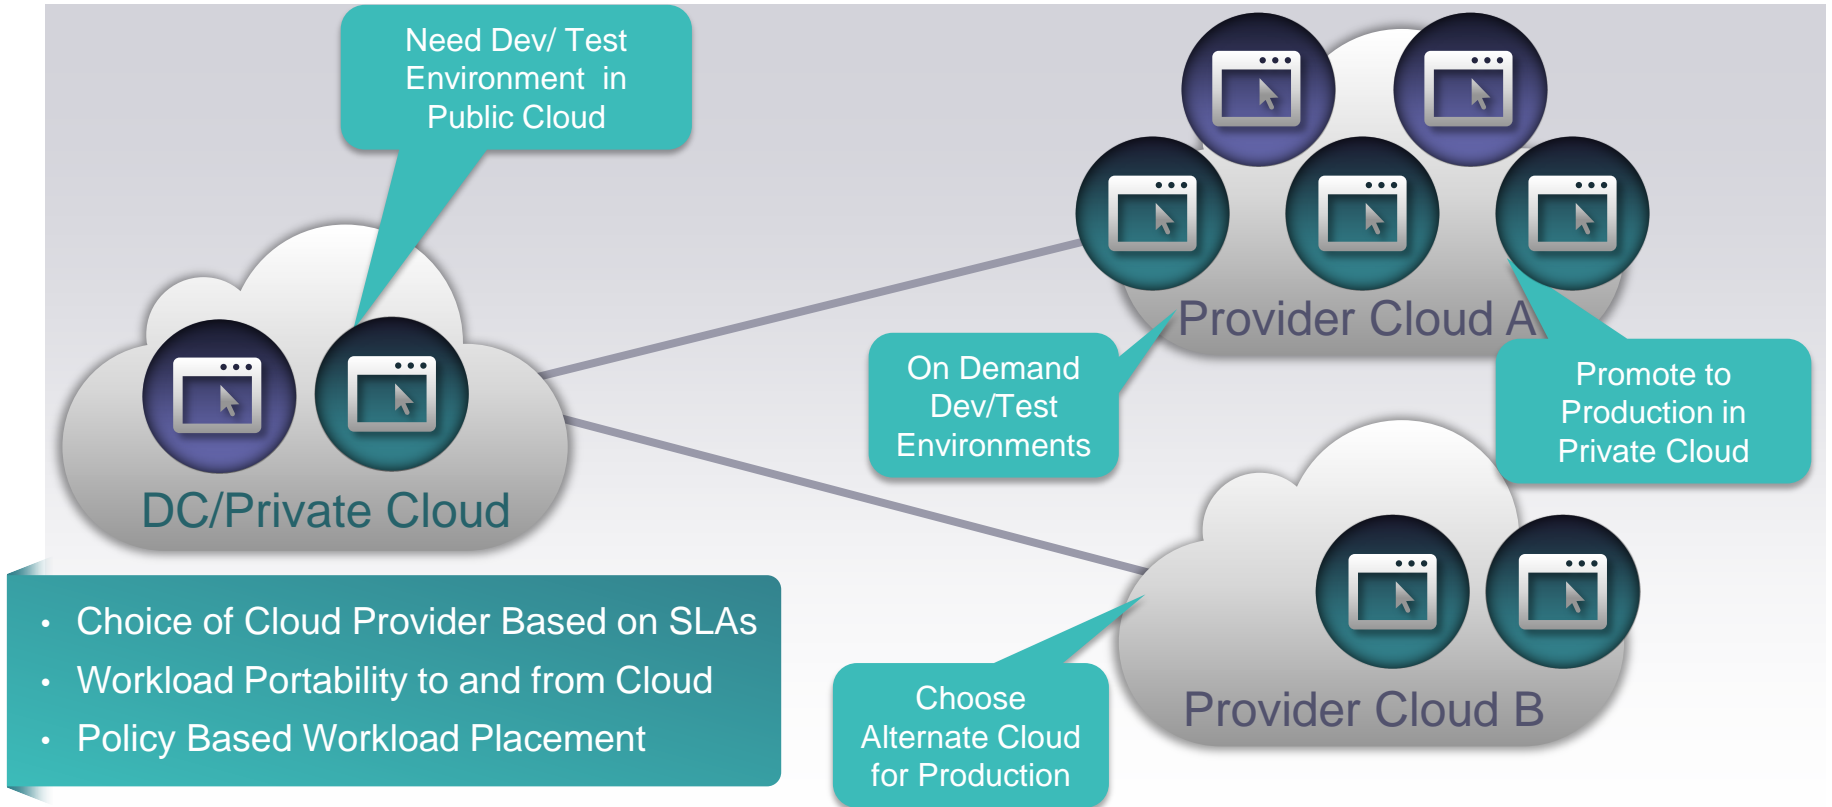 Need Dev/ Test
Environment in
Public Cloud
Provider Cloud A
On Demand
Dev/Test
Environments
Promote to
Production in
Private Cloud
DC/Private Cloud
• Choice of Cloud Provider Based on SLAs
• Workload Portability to and from Cloud
• Policy Based Workload Placement
Choose
Alternate Cloud
for Production
Provider Cloud B